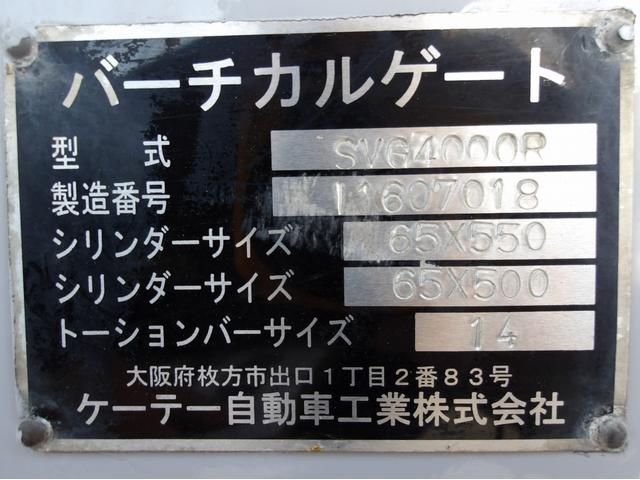 バーチカルゲート
型式 SVG4000R
製造番号 11607018
シリンダーサイズ 65X550
シリンダーサイズ 65X500
トーションバーサイズ 14
大阪府枚方市出口1丁目2番83号
ケーテー自動車工業株式会社